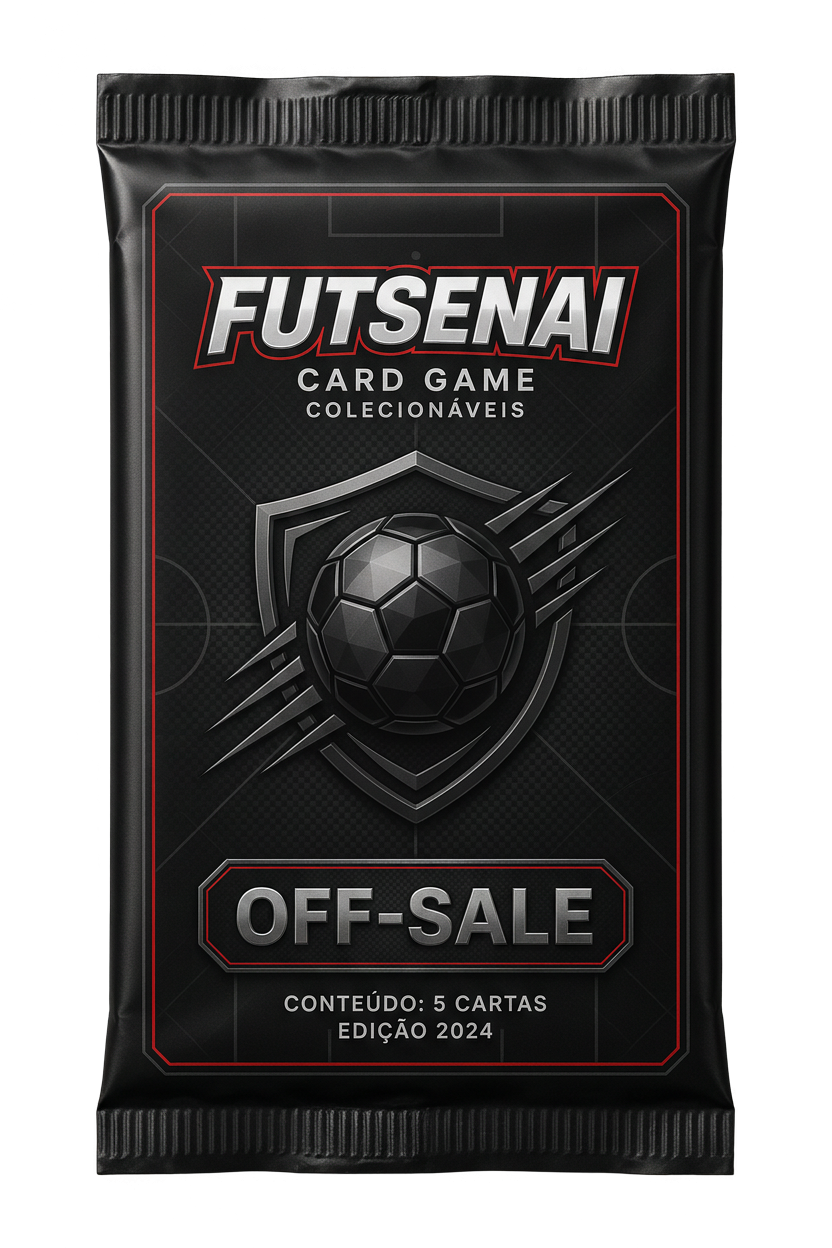 FUTSENAI
CARD GAME
COLECIONÁVEIS
OFF-SALE
CONTEÚDO: 5 CARTAS
EDIÇÃO 2024